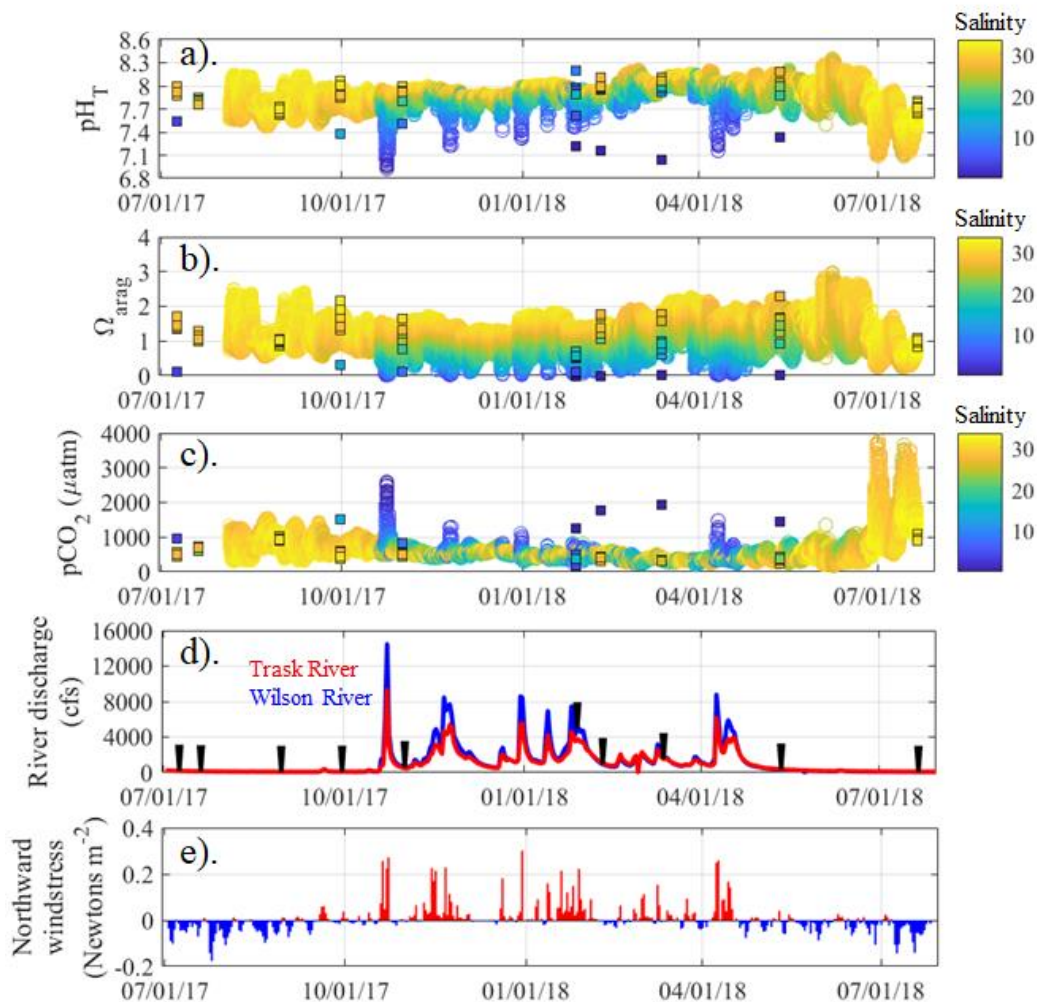 Salinity
a).
8.6
8.3
8
7.7
7.4
7.1
6.8
pH_T
07/01/17 10/01/17 01/01/18 04/01/18 07/01/18
30
20
10
Salinity
b).
4
3
2
1
0
Ω_arag
07/01/17 10/01/17 01/01/18 04/01/18 07/01/18
30
20
10
Salinity
c).
4000
3000
2000
1000
0
pCO_2 (μatm)
07/01/17 10/01/17 01/01/18 04/01/18 07/01/18
30
20
10
d).
16000
12000
8000
4000
0
River discharge
(cfs)
Trask River
Wilson River
07/01/17 10/01/17 01/01/18 04/01/18 07/01/18
e).
0.4
0.2
0
-0.2
Northward
windstress
(Newtons m^-2)
07/01/17 10/01/17 01/01/18 04/01/18 07/01/18